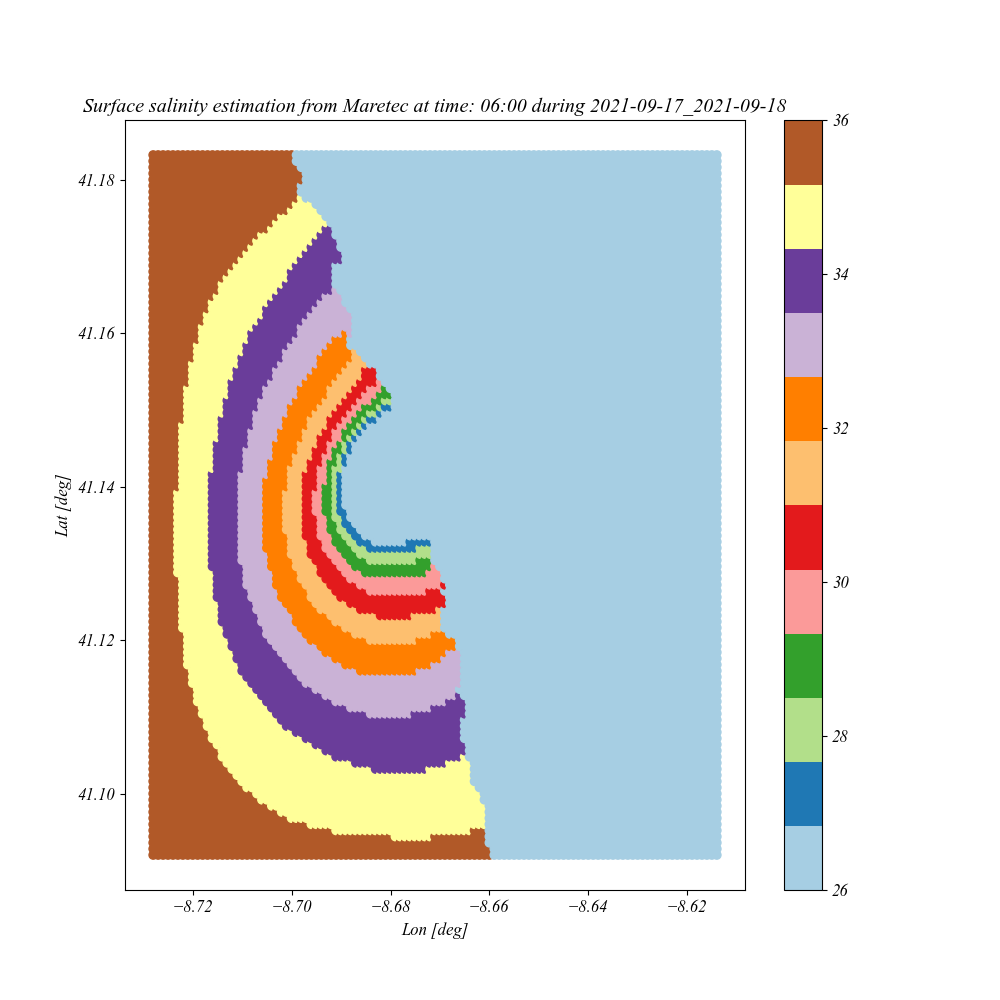 Surface salinity estimation from Maretec at time: 06:00 during 2021-09-17_2021-09-18
36
41.18
34
41.16
32
41.14
Lat [deg]
30
41.12
28
41.10
26
−8.72 −8.70 −8.68 −8.66 −8.64 −8.62
Lon [deg]